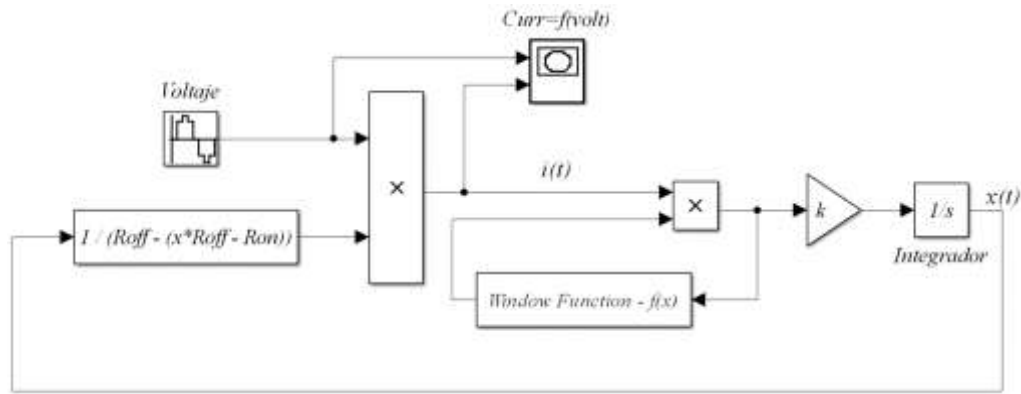 Curr=f(volt)
Voltaje
×
i(t)
×
k
1/s
x(t)
1 / (Roff - (x*Roff - Ron))
Integrador
Window Function - f(x)